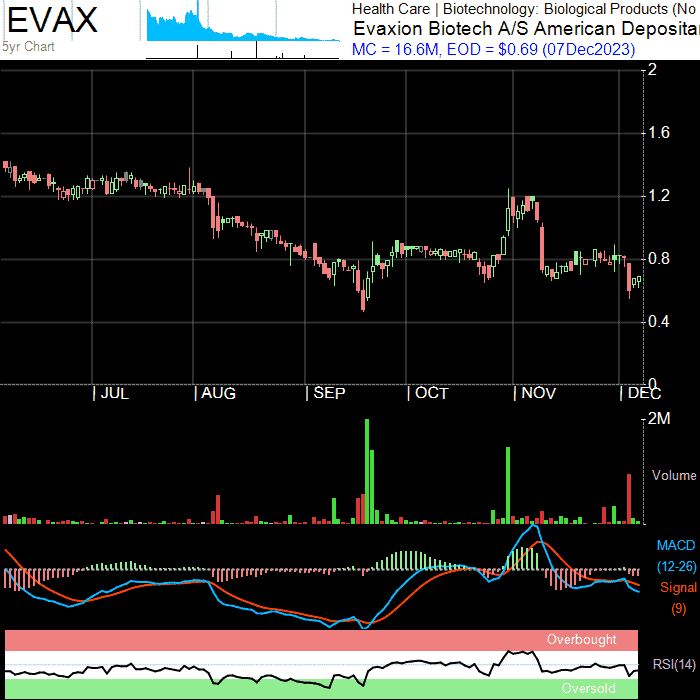 EVAX
5yr Chart
Health Care | Biotechnology: Biological Products (No
Evaxion Biotech A/S American Depositar
MC = 16.6M, EOD = $0.69 (07Dec2023)
2
1.6
1.2
0.8
0.4
0
| JUL | AUG | SEP | OCT | NOV | DEC
2M
Volume
MACD
(12-26)
Signal
(9)
Overbought
RSI(14)
Oversold